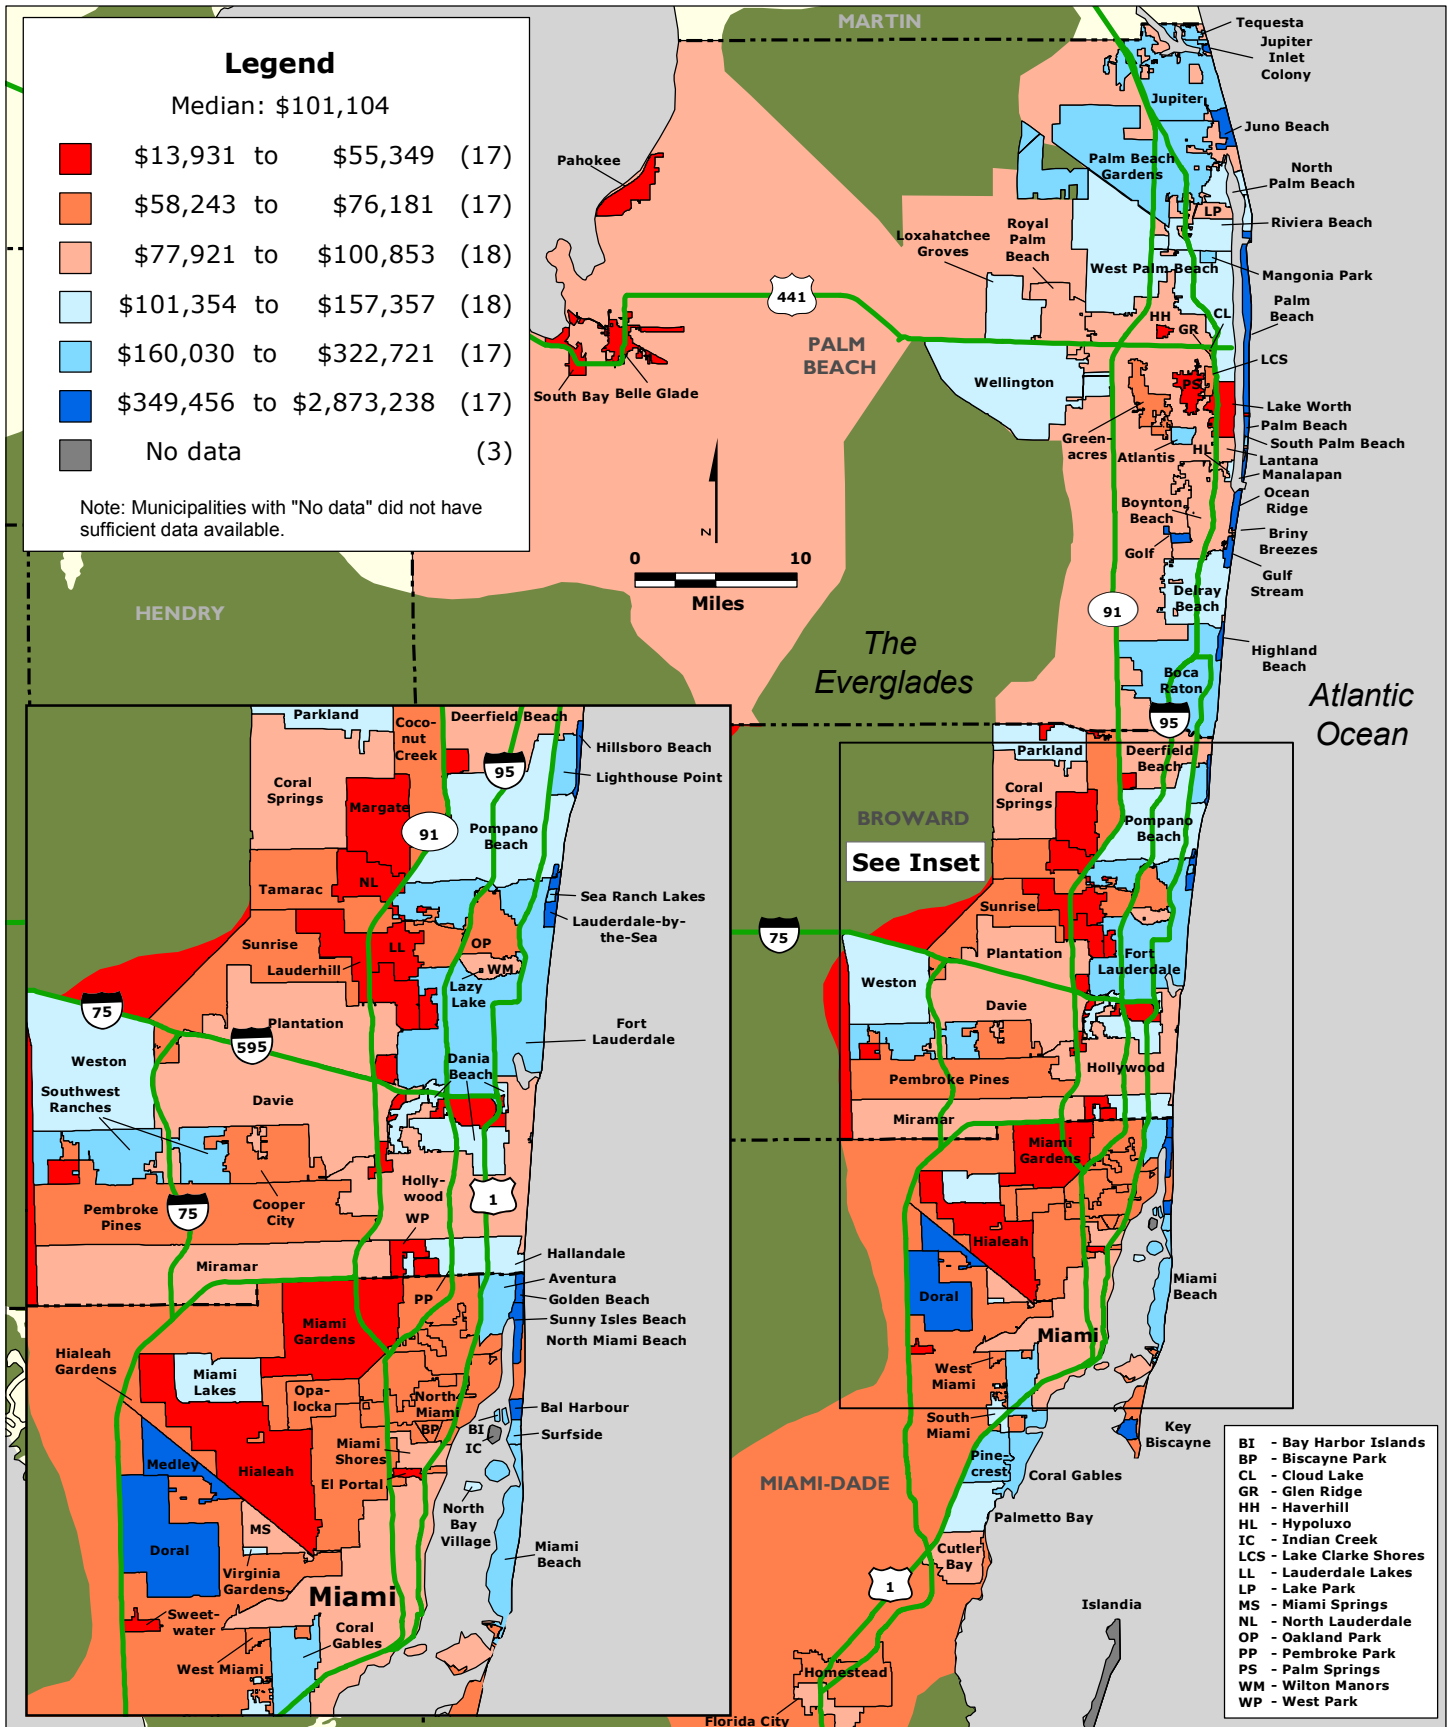 Legend
Median: $101,104
$13,931 to $55,349 (17)
$58,243 to $76,181 (17)
$77,921 to $100,853 (18)
$101,354 to $157,357 (18)
$160,030 to $322,721 (17)
$349,456 to $2,873,238 (17)
No data (3)
Note: Municipalities with "No data" did not have
sufficient data available.
MARTIN
Tequesta
Jupiter
Inlet
Colony
Jupiter
Juno Beach
Palm Beach
Gardens
North
Palm Beach
LP
Riviera Beach
Pahokee
Loxahatchee
Groves
Royal
Palm
Beach
West Palm Beach
Mangonia Park
Palm
Beach
441
HH
GR
CL
PALM
BEACH
LCS
South Bay
Belle Glade
Wellington
PS
Lake Worth
Palm Beach
South Palm Beach
Green-
acres
Atlantis
HL
Lantana
Manalapan
Ocean
Ridge
Boynton
Beach
Briny
Breezes
Golf
Gulf
Stream
N
0
10
Miles
HENDRY
91
Delray
Beach
The
Everglades
Highland
Beach
Boca
Raton
95
Atlantic
Ocean
Parkland
Deerfield
Beach
Coral
Springs
BROWARD
See Inset
Pompano
Beach
Sunrise
75
Plantation
Fort
Lauderdale
Weston
Davie
Pembroke Pines
Hollywood
Miramar
Miami
Gardens
Hialeah
Doral
Miami
Beach
Miami
West
Miami
South
Miami
Key
Biscayne
Pine-
crest
Coral Gables
MIAMI-DADE
Palmetto Bay
Cutler
Bay
1
Islandia
Homestead
Florida City
Parkland
Coco-
nut
Creek
Deerfield Beach
Hillsboro Beach
95
Lighthouse Point
Coral
Springs
Margate
91
Pompano
Beach
Tamarac
NL
Sea Ranch Lakes
Lauderdale-by-
the-Sea
Sunrise
LL
OP
Lauderhill
WM
Lazy
Lake
75
Plantation
Fort
Lauderdale
595
Weston
Dania
Beach
Southwest
Ranches
Davie
Holly-
wood
1
Pembroke
Pines
75
Cooper
City
WP
Hallandale
Miramar
Aventura
PP
Golden Beach
Sunny Isles Beach
Miami
Gardens
North Miami Beach
Hialeah
Gardens
Miami
Lakes
Opa-
locka
North
Miami
Bal Harbour
BP
BI
Surfside
IC
Miami
Shores
Medley
Hialeah
El Portal
North
Bay
Village
MS
Doral
Miami
Beach
Virginia
Gardens
Miami
Sweet-
water
Coral
Gables
West Miami
BI - Bay Harbor Islands
BP - Biscayne Park
CL - Cloud Lake
GR - Glen Ridge
HH - Haverhill
HL - Hypoluxo
IC - Indian Creek
LCS - Lake Clarke Shores
LL - Lauderdale Lakes
LP - Lake Park
MS - Miami Springs
NL - North Lauderdale
OP - Oakland Park
PP - Pembroke Park
PS - Palm Springs
WM - Wilton Manors
WP - West Park